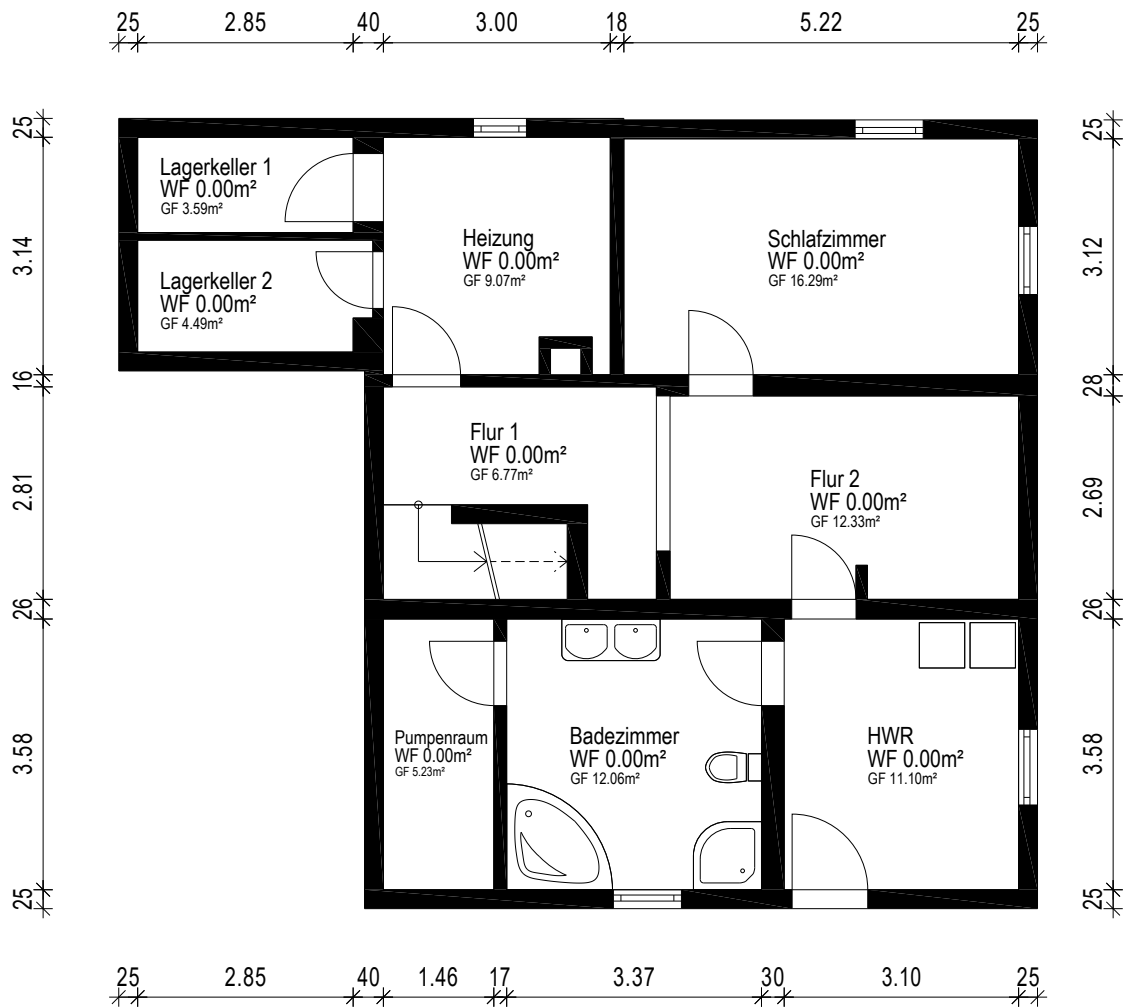 25 2.85 40 3.00 18 5.22 25
25
3.14
16
2.81
26
3.58
25
Lagerkeller 1
WF 0.00m²
GF 3.59m²
Lagerkeller 2
WF 0.00m²
GF 4.49m²
Heizung
WF 0.00m²
GF 9.07m²
Schlafzimmer
WF 0.00m²
GF 16.29m²
Flur 1
WF 0.00m²
GF 6.77m²
Flur 2
WF 0.00m²
GF 12.33m²
Pumpenraum
WF 0.00m²
GF 5.23m²
Badezimmer
WF 0.00m²
GF 12.06m²
HWR
WF 0.00m²
GF 11.10m²
25
3.12
28
2.69
26
3.58
25
25 2.85 40 1.46 17 3.37 30 3.10 25